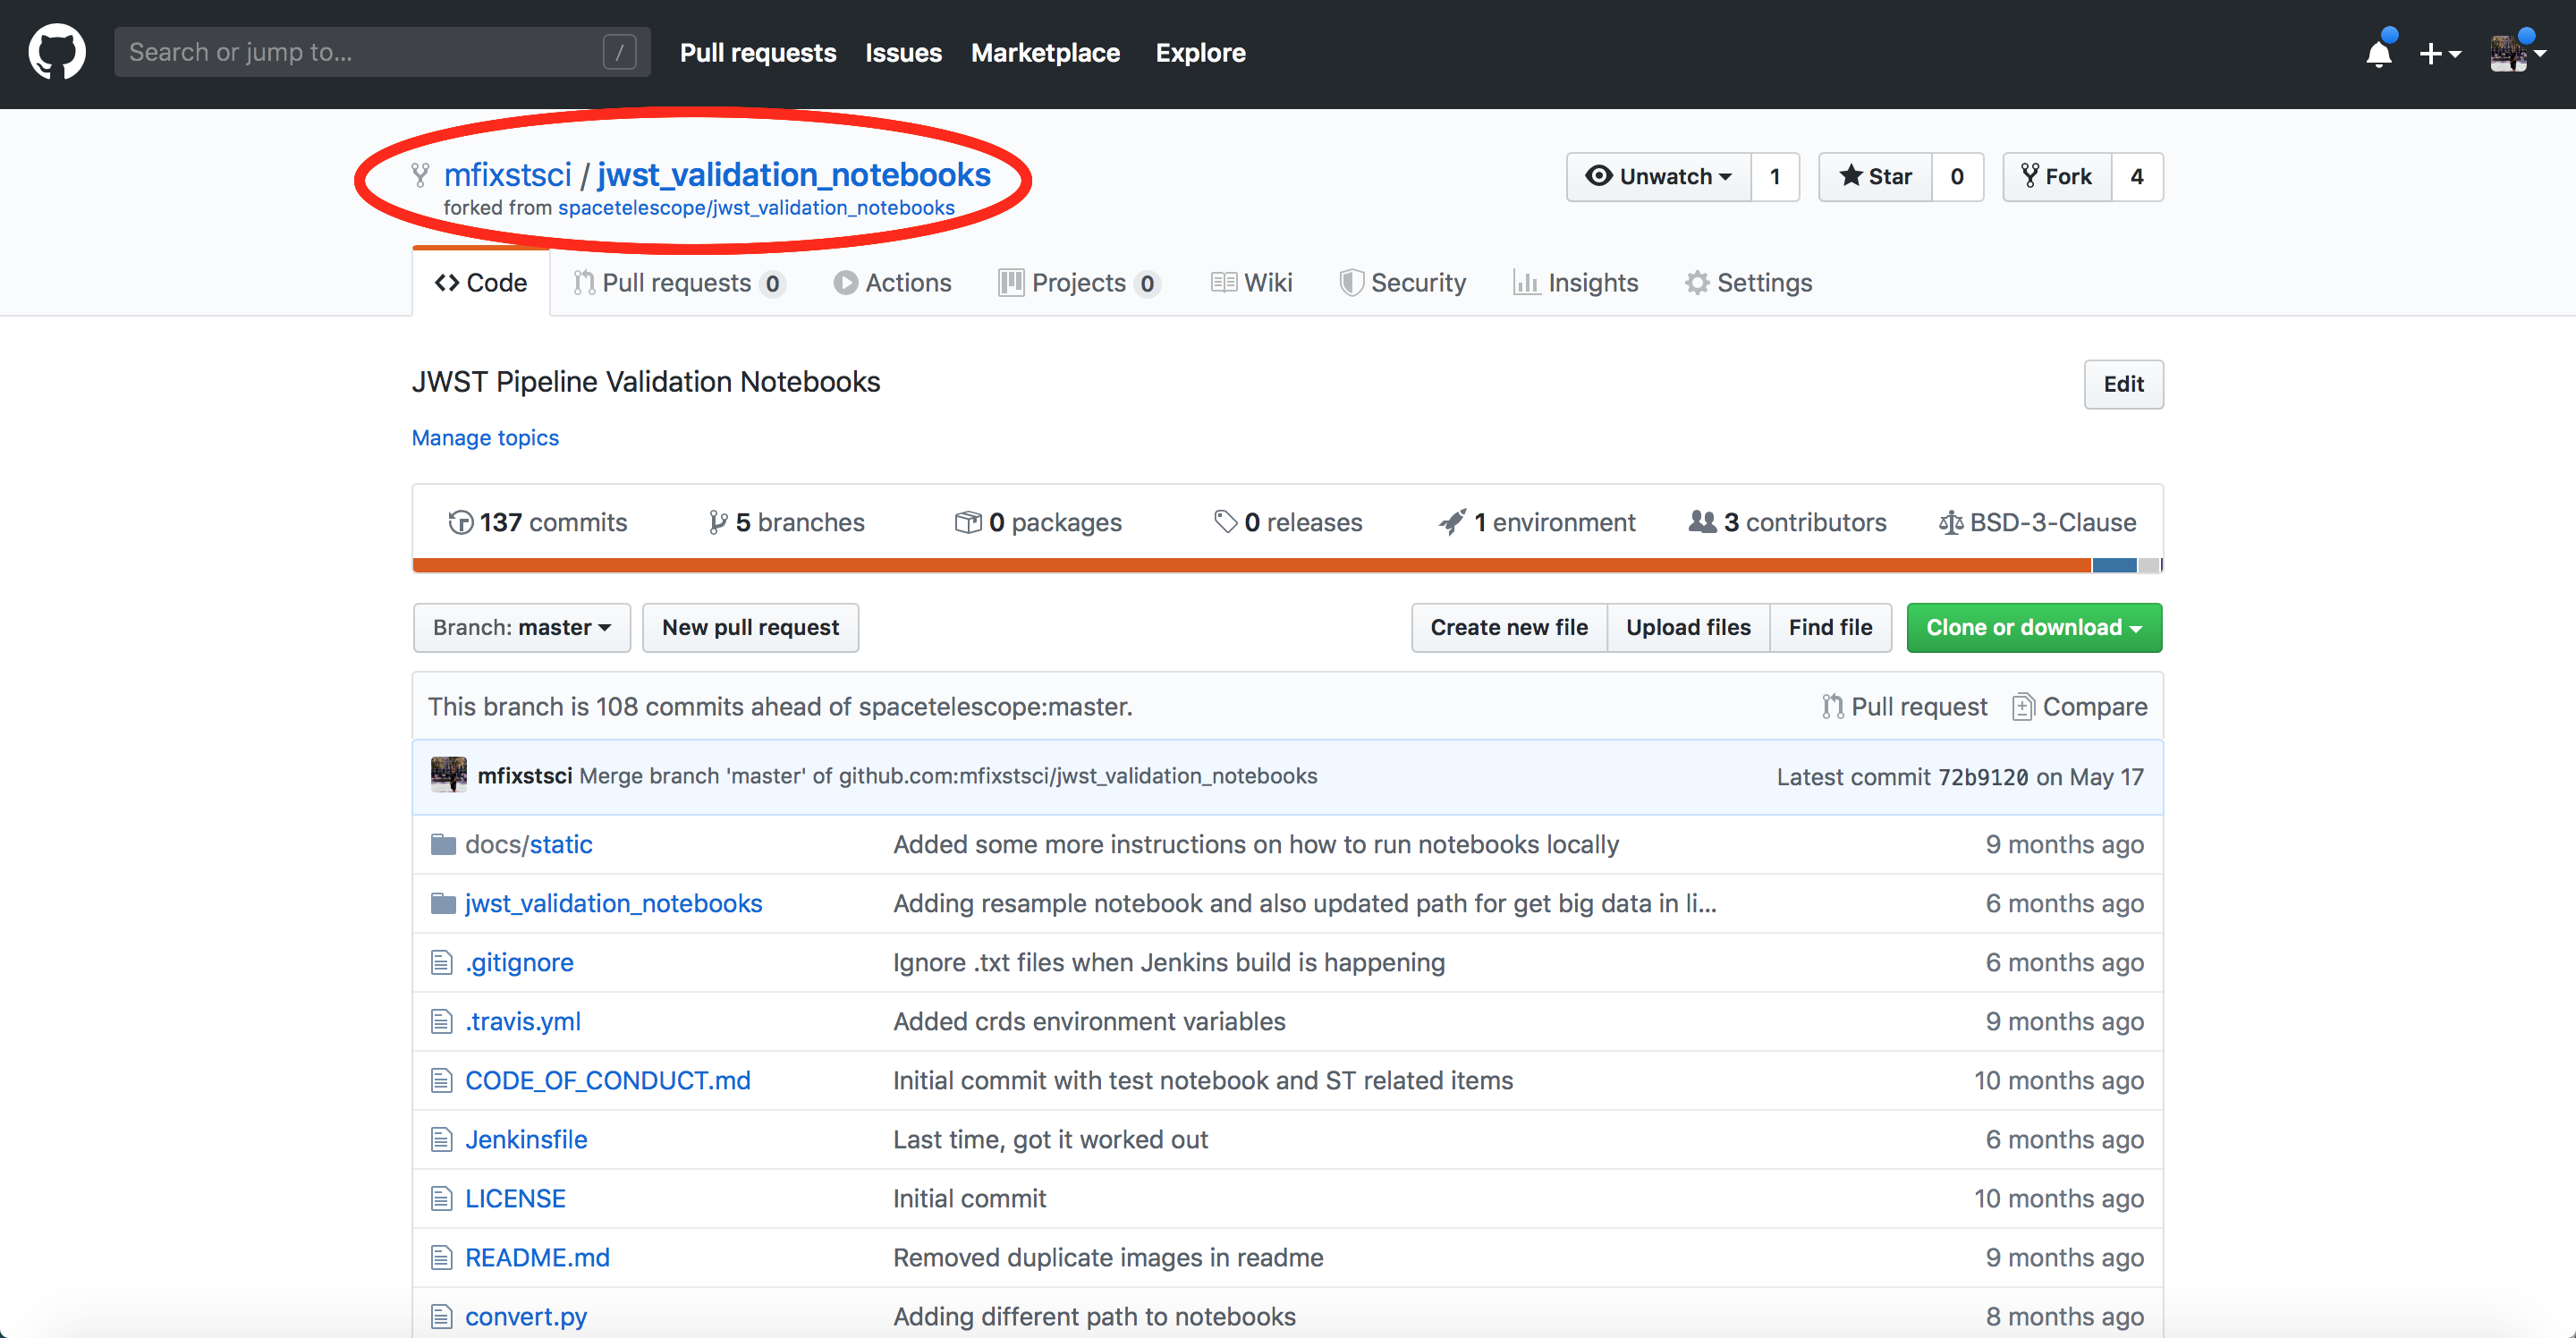 Search or jump to... /
Pull requests Issues Marketplace Explore
mfixstsci / jwst_validation_notebooks
forked from spacetelescope/jwst_validation_notebooks
Unwatch 1 Star 0 Fork 4
Code Pull requests 0 Actions Projects 0 Wiki Security Insights Settings
JWST Pipeline Validation Notebooks
Edit
Manage topics
137 commits 5 branches 0 packages 0 releases 1 environment 3 contributors BSD-3-Clause
Branch: master New pull request Create new file Upload files Find file Clone or download
This branch is 108 commits ahead of spacetelescope:master. Pull request Compare
mfixstsci Merge branch 'master' of github.com:mfixstsci/jwst_validation_notebooks Latest commit 72b9120 on May 17
docs/static Added some more instructions on how to run notebooks locally 9 months ago
jwst_validation_notebooks Adding resample notebook and also updated path for get big data in li... 6 months ago
.gitignore Ignore .txt files when Jenkins build is happening 6 months ago
.travis.yml Added crds environment variables 9 months ago
CODE_OF_CONDUCT.md Initial commit with test notebook and ST related items 10 months ago
Jenkinsfile Last time, got it worked out 6 months ago
LICENSE Initial commit 10 months ago
README.md Removed duplicate images in readme 9 months ago
convert.py Adding different path to notebooks 8 months ago